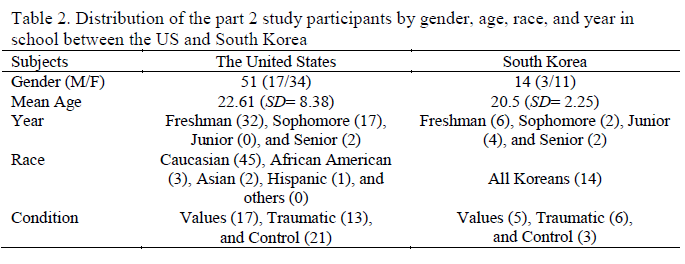 Table 2. Distribution of the part 2 study participants by gender, age, race, and year in
school between the US and South Korea
Subjects The United States South Korea
Gender (M/F) 51 (17/34) 14 (3/11)
Mean Age 22.61 (SD= 8.38) 20.5 (SD= 2.25)
Year Freshman (32), Sophomore (17), Freshman (6), Sophomore (2), Junior
Junior (0), and Senior (2) (4), and Senior (2)
Race Caucasian (45), African American
(3), Asian (2), Hispanic (1), and All Koreans (14)
others (0)
Condition Values (17), Traumatic (13), Values (5), Traumatic (6),
and Control (21) and Control (3)